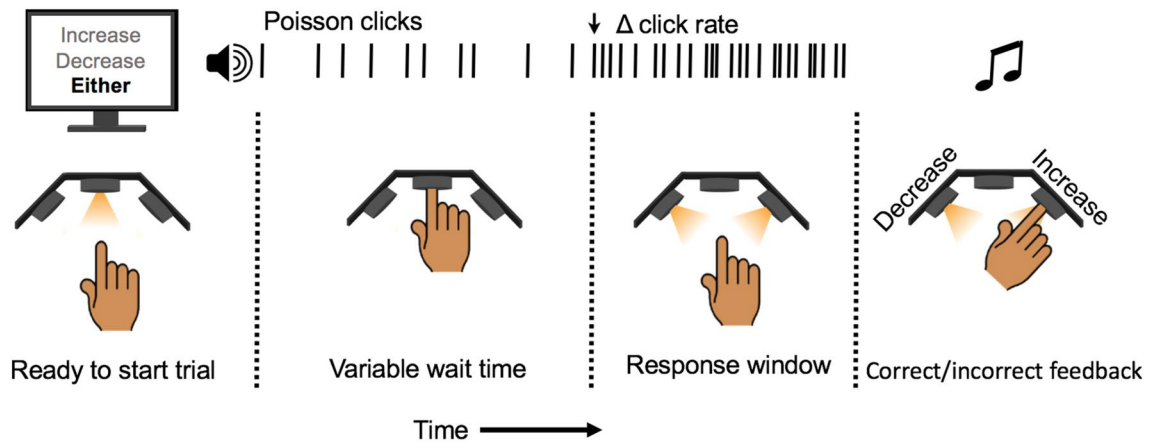 Increase
Decrease
Either
Poisson clicks
Δ click rate
Decrease
Increase
Ready to start trial
Variable wait time
Response window
Correct/incorrect feedback
Time